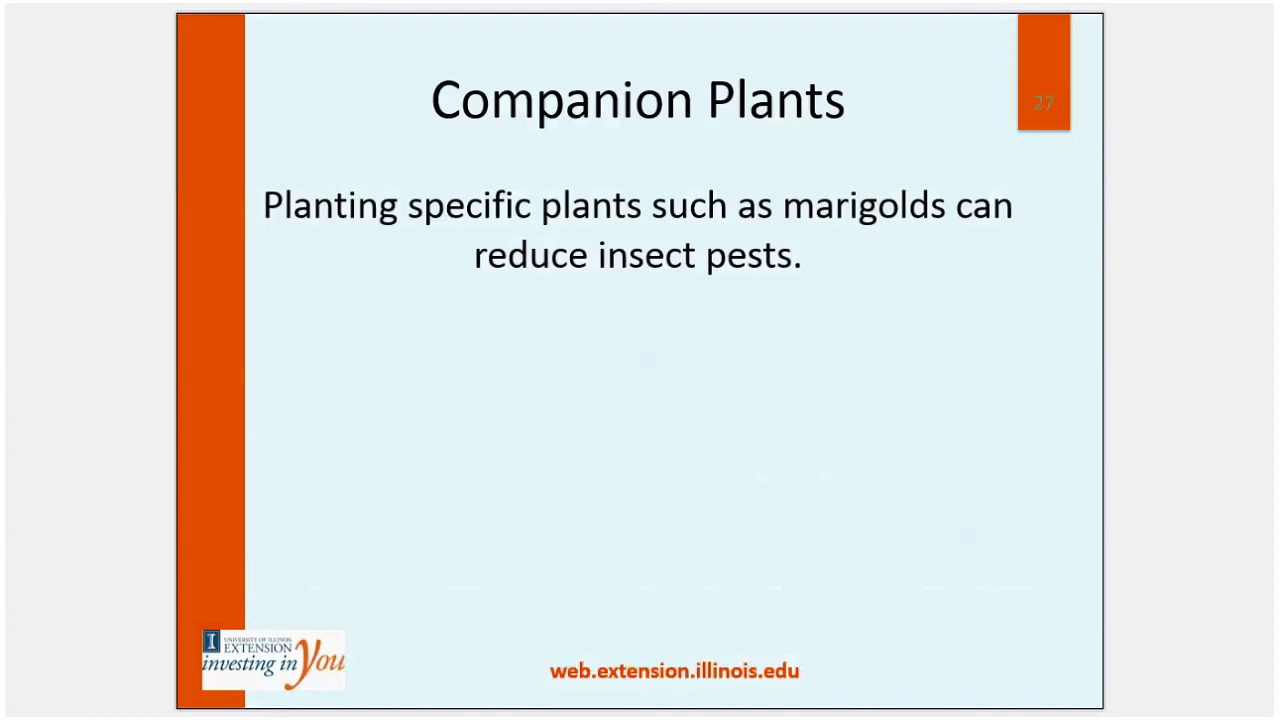 Companion Plants
27
Planting specific plants such as marigolds can
reduce insect pests.
I
UNIVERSITY OF ILLINOIS
EXTENSION
investing in you
web.extension.illinois.edu